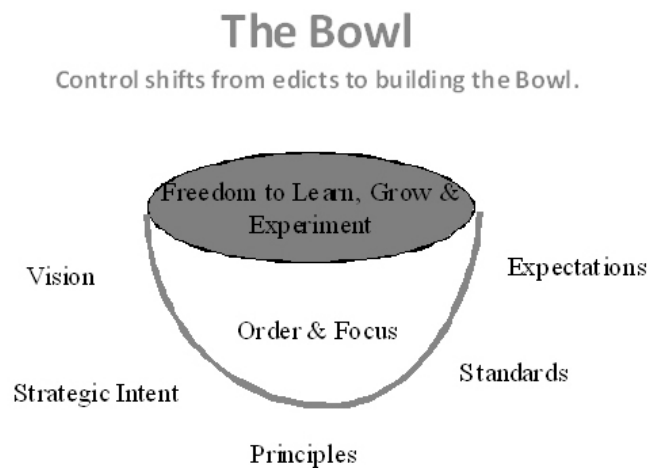 The Bowl
Control shifts from edicts to building the Bowl.
Freedom to Learn, Grow &
Experiment
Vision
Expectations
Order & Focus
Strategic Intent
Standards
Principles